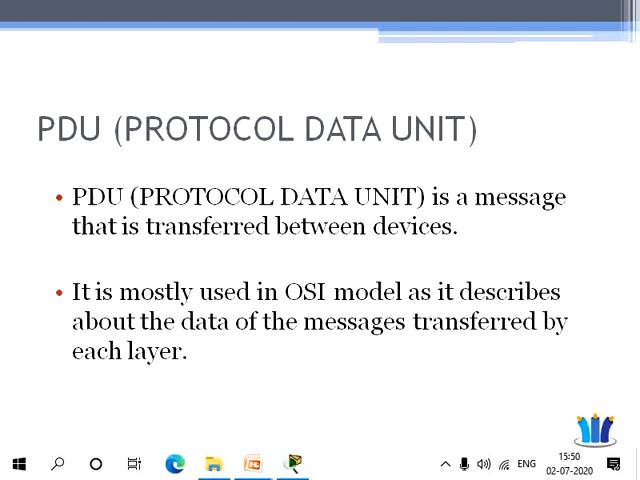 PDU (PROTOCOL DATA UNIT)
• PDU (PROTOCOL DATA UNIT) is a message
that is transferred between devices.
• It is mostly used in OSI model as it describes
about the data of the messages transferred by
each layer.
ENG
15:50
02-07-2020